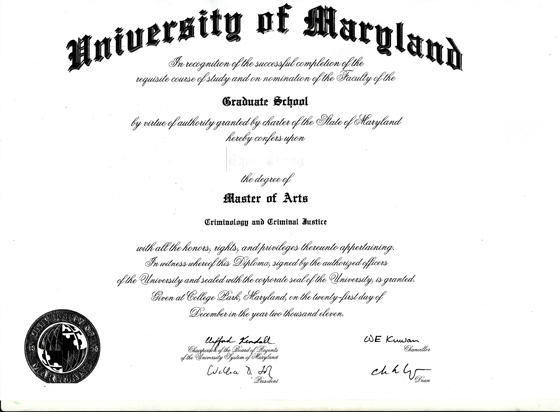 University of Maryland
In recognition of the successful completion of the
requisite course of study and on nomination of the Faculty of the
Graduate School
by virtue of authority granted by charter of the State of Maryland
hereby confers upon
the degree of
Master of Arts
Criminology and Criminal Justice
with all the honors, rights, and privileges thereunto appertaining.
In witness whereof this Diploma, signed by the authorized officers
of the University and sealed with the corporate seal of the University, is granted.
Given at College Park, Maryland, on the twenty-first day of
December in the year two thousand eleven.
Clifford Kendall
Chairperson of the Board of Regents
of the University System of Maryland
WE Kirwan
Chancellor
President
Dean